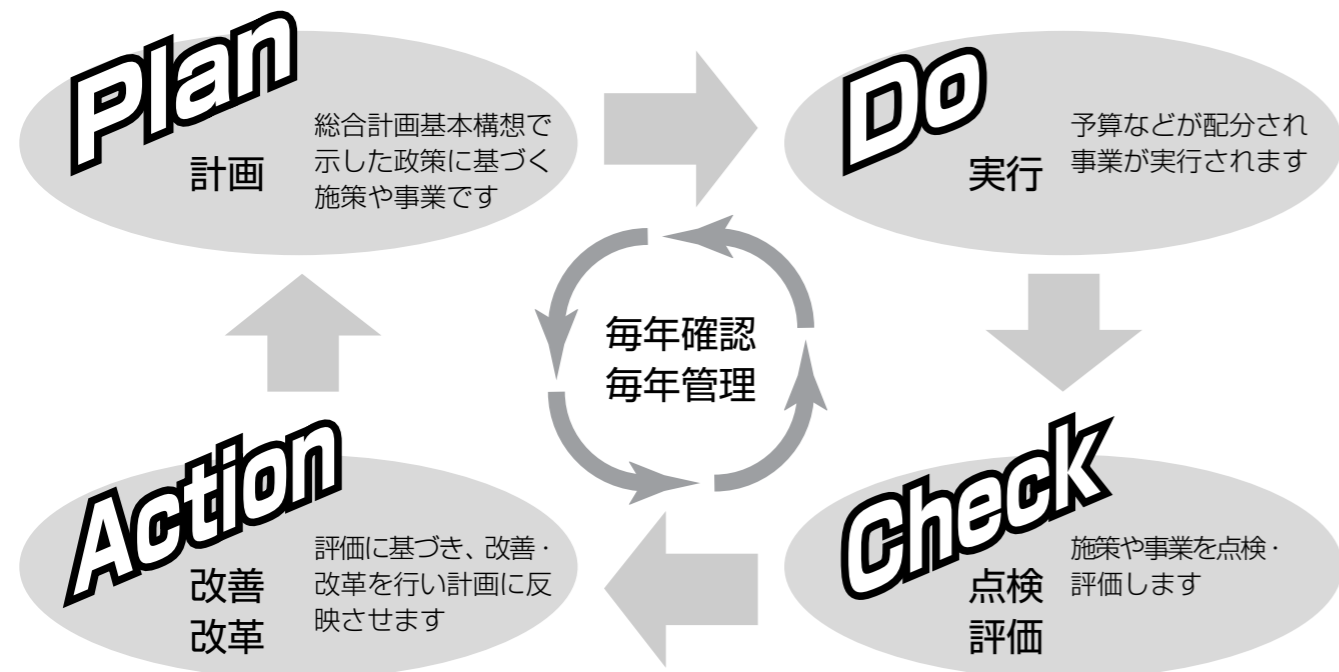 Plan
計画
総合計画基本構想で
示した政策に基づく
施策や事業です
Do
実行
予算などが配分され
事業が実行されます
毎年確認
毎年管理
Action
改善
改革
評価に基づき、改善・
改革を行い計画に反
映させます
Check
点検
評価
施策や事業を点検・
評価します